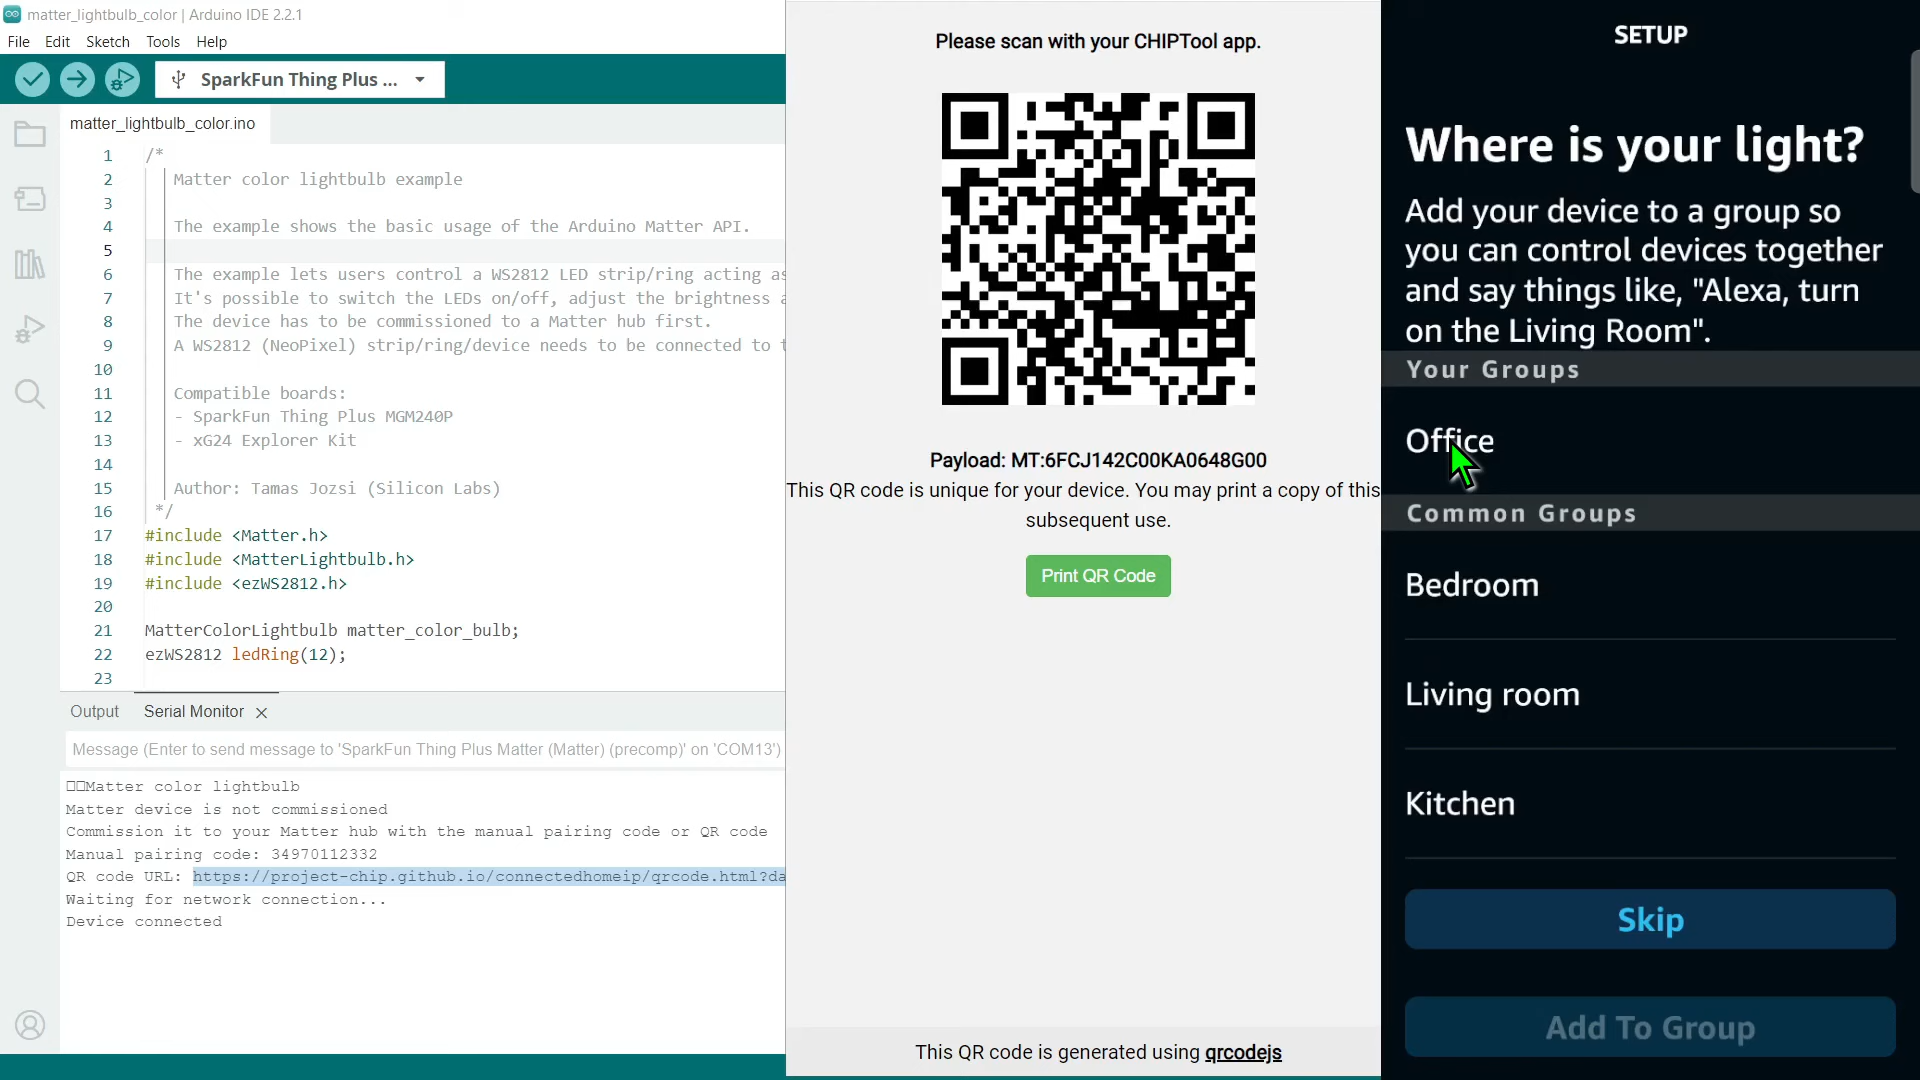 matter_lightbulb_color | Arduino IDE 2.2.1
File Edit Sketch Tools Help
SparkFun Thing Plus ...
matter_lightbulb_color.ino
1 /*
2 Matter color lightbulb example
3
4 The example shows the basic usage of the Arduino Matter API.
5
6 The example lets users control a WS2812 LED strip/ring acting as
7 It's possible to switch the LEDs on/off, adjust the brightness a
8 The device has to be commissioned to a Matter hub first.
9 A WS2812 (NeoPixel) strip/ring/device needs to be connected to t
10
11 Compatible boards:
12 - SparkFun Thing Plus MGM240P
13 - xG24 Explorer Kit
14
15 Author: Tamas Jozsi (Silicon Labs)
16 */
17 #include <Matter.h>
18 #include <MatterLightbulb.h>
19 #include <ezWS2812.h>
20
21 MatterColorLightbulb matter_color_bulb;
22 ezWS2812 ledRing(12);
23
Output Serial Monitor
Message (Enter to send message to 'SparkFun Thing Plus Matter (Matter) (precomp)' on 'COM13')
Matter color lightbulb
Matter device is not commissioned
Commission it to your Matter hub with the manual pairing code or QR code
Manual pairing code: 34970112332
QR code URL: https://project-chip.github.io/connectedhomeip/qrcode.html?da
Waiting for network connection...
Device connected
Please scan with your CHIPTool app.
Payload: MT:6FCJ142C00KA0648G00
This QR code is unique for your device. You may print a copy of this
subsequent use.
Print QR Code
This QR code is generated using qrcodejs
SETUP
Where is your light?
Add your device to a group so
you can control devices together
and say things like, "Alexa, turn
on the Living Room".
Your Groups
Office
Common Groups
Bedroom
Living room
Kitchen
Skip
Add To Group